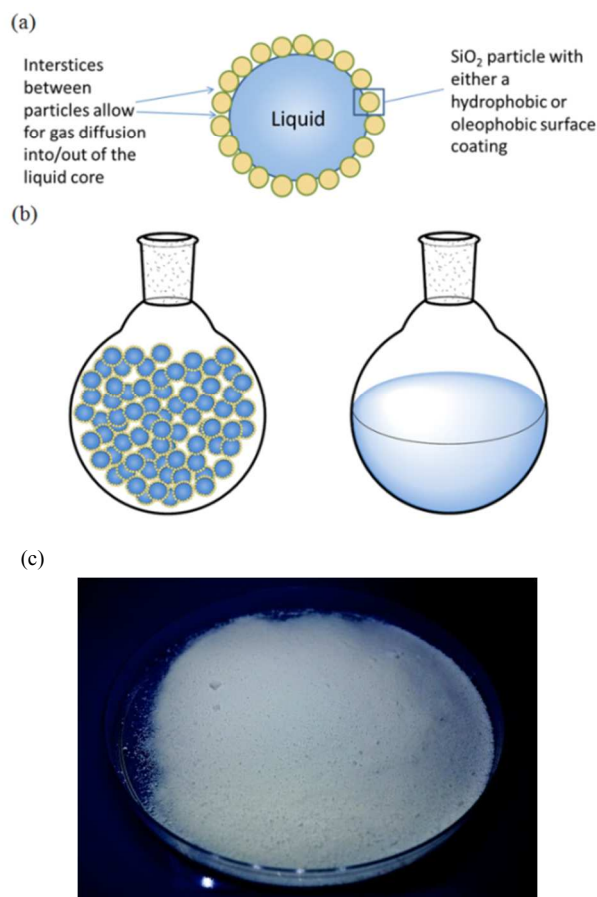 (a)
Interstices
between
particles allow
for gas diffusion
into/out of the
liquid core
Liquid
SiO₂ particle with
either a
hydrophobic or
oleophobic surface
coating
(b)
(c)